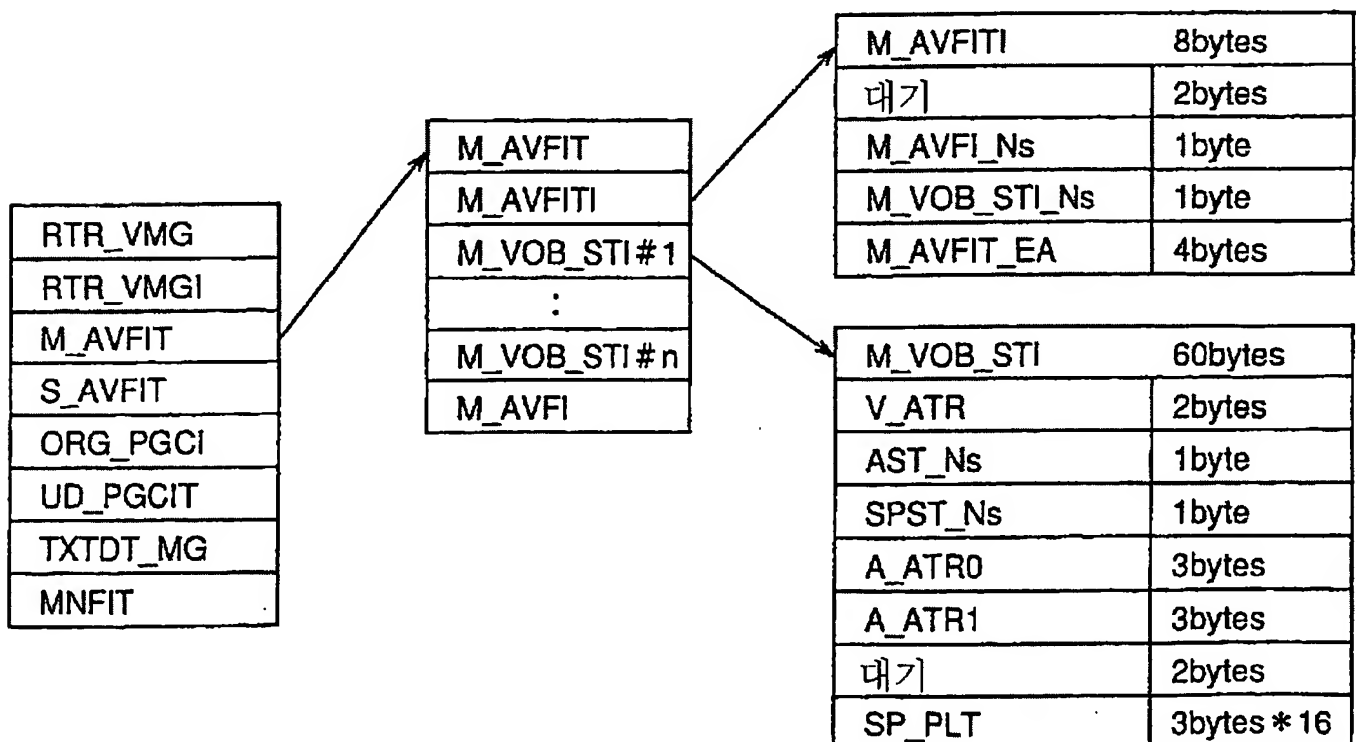 RTR_VMG
RTR_VMGI
M_AVFIT
S_AVFIT
ORG_PGCI
UD_PGCIT
TXTDT_MG
MNFIT
M_AVFIT
M_AVFITI
M_VOB_STI#1
:
M_VOB_STI#n
M_AVFI
M_AVFITI 8bytes
대기 2bytes
M_AVFI_Ns 1byte
M_VOB_STI_Ns 1byte
M_AVFIT_EA 4bytes
M_VOB_STI 60bytes
V_ATR 2bytes
AST_Ns 1byte
SPST_Ns 1byte
A_ATR0 3bytes
A_ATR1 3bytes
대기 2bytes
SP_PLT 3bytes*16